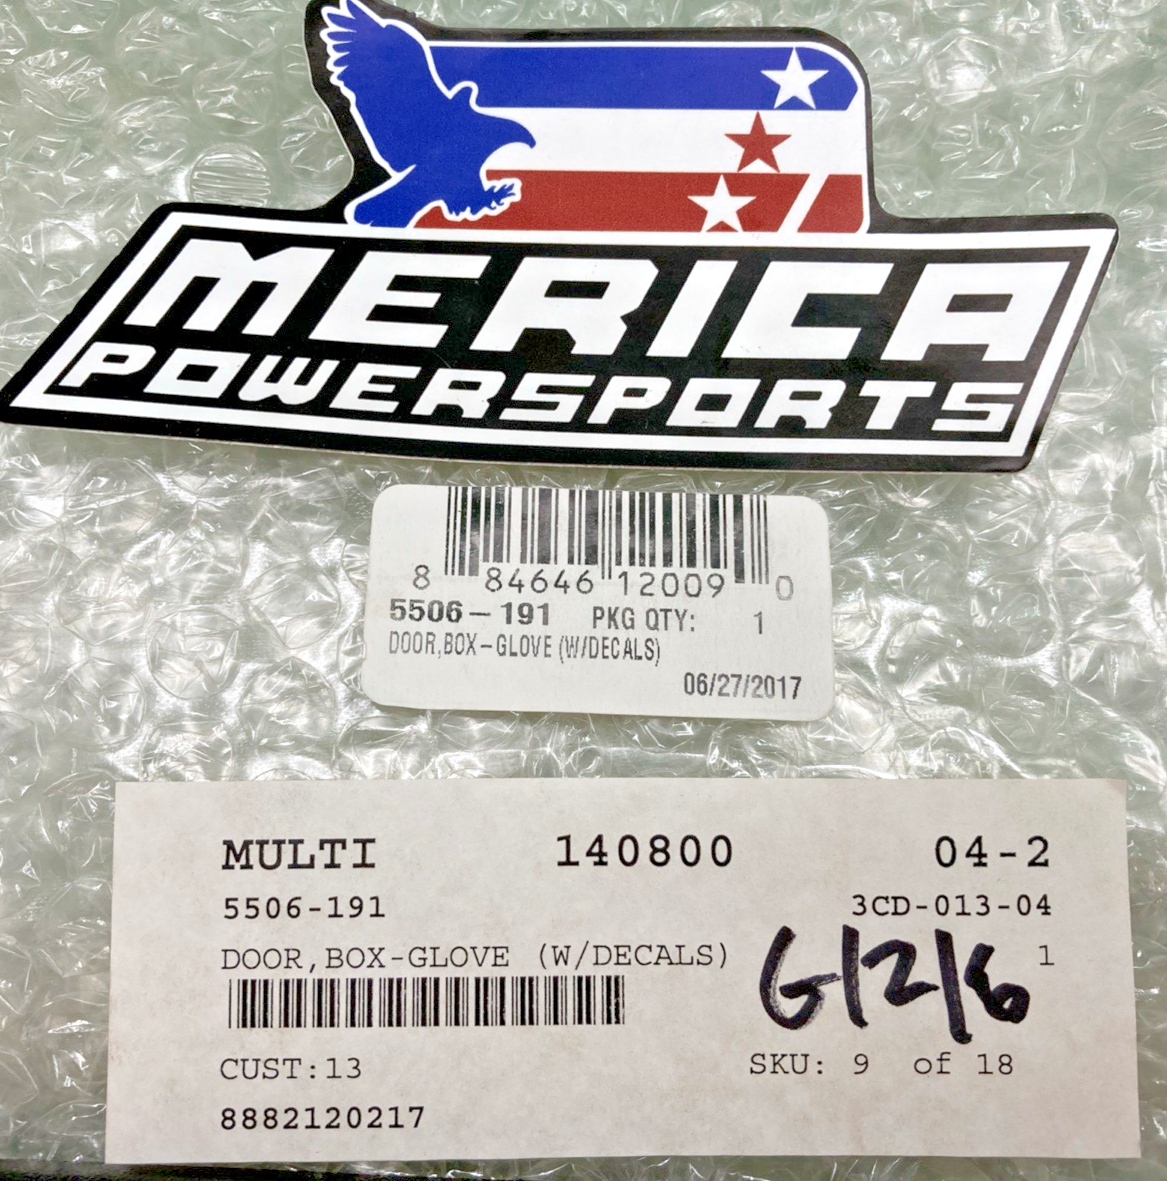 MERICA
POWERSPORTS
8 84646 12009 0
5506-191 PKG QTY: 1
DOOR,BOX-GLOVE (W/DECALS)
06/27/2017
MULTI 140800 04-2
5506-191 3CD-013-04
DOOR,BOX-GLOVE (W/DECALS) 1
G/2/6
CUST:13 SKU: 9 of 18
8882120217